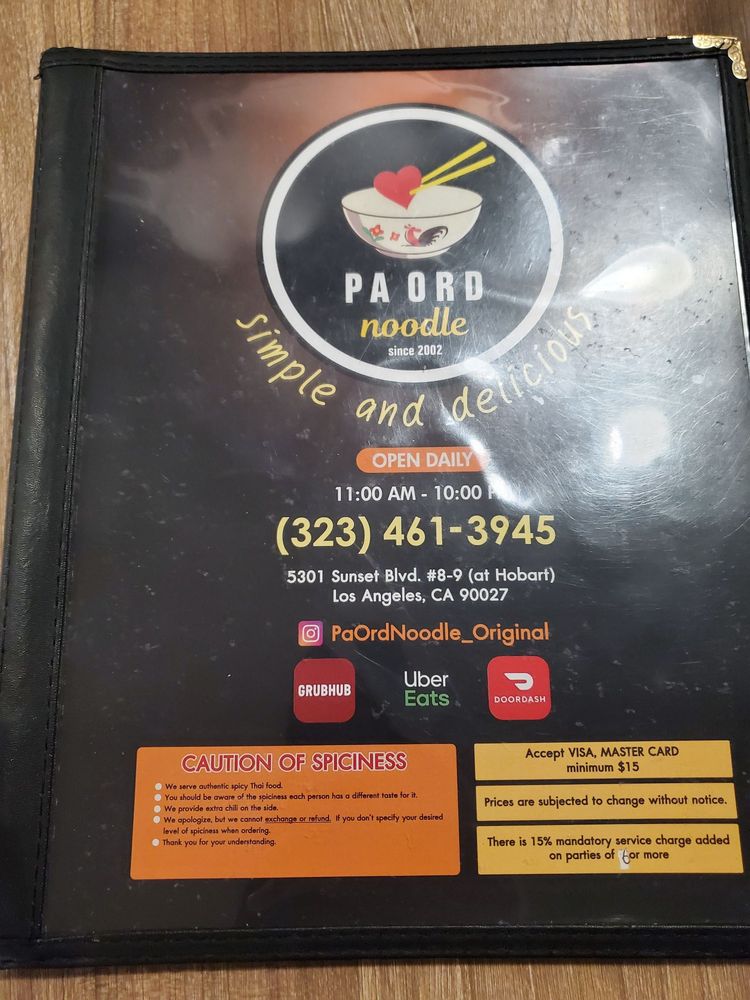 PA ORD
noodle
since 2002
simple and delicious
OPEN DAILY
11:00 AM - 10:00 P
(323) 461-3945
5301 Sunset Blvd. #8-9 (at Hobart)
Los Angeles, CA 90027
PaOrdNoodle_Original
GRUBHUB
Uber
Eats
DOORDASH
CAUTION OF SPICINESS
We serve authentic spicy Thai food.
You should be aware of the spiciness each person has a different taste for it.
We provide extra chili on the side.
We apologize, but we cannot exchange or refund. If you don't specify your desired
level of spiciness when ordering.
Thank you for your understanding.
Accept VISA, MASTER CARD
minimum $15
Prices are subjected to change without notice.
There is 15% mandatory service charge added
on parties of 6 or more